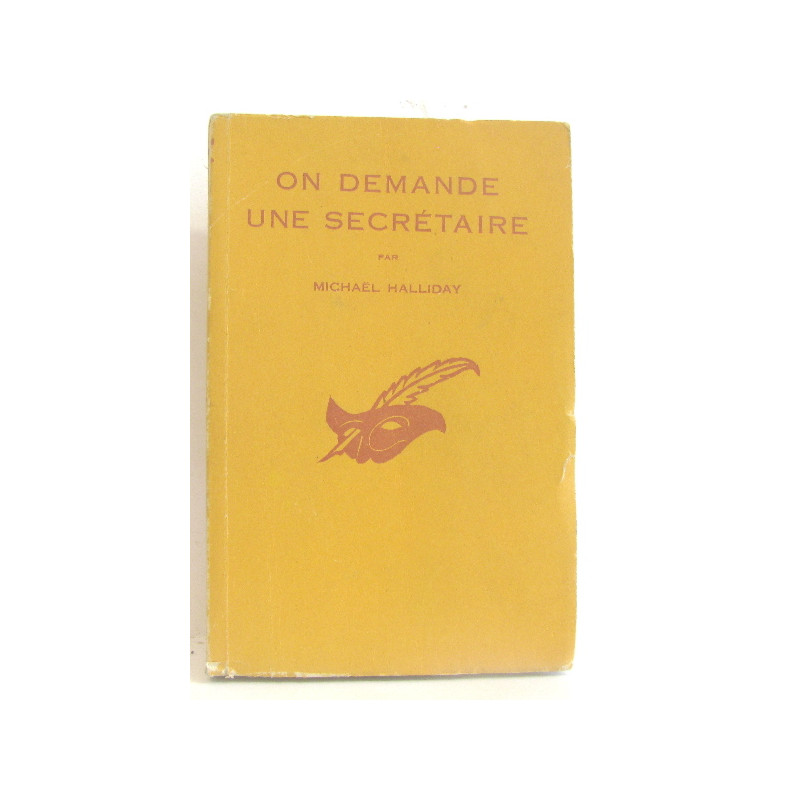 ON DEMANDE
UNE SECRÉTAIRE
PAR
MICHAËL HALLIDAY